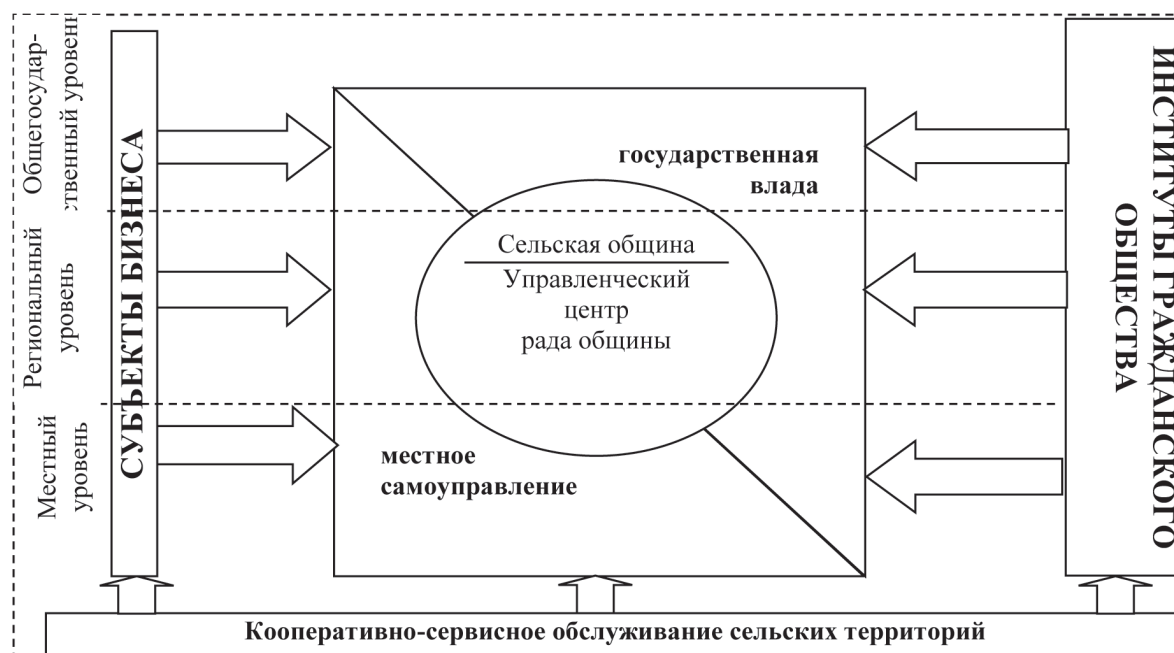 Общегосудар-
ственный уровень
Региональный
уровень
Местный
уровень
СУБЪЕКТЫ БИЗНЕСА
государственная
влада
Сельская община
Управленческий
центр
рада общины
местное
самоуправление
ИНСТИТУТЫ ГРАЖДАНСКОГО
ОБЩЕСТВА
Кооперативно-сервисное обслуживание сельских территорий